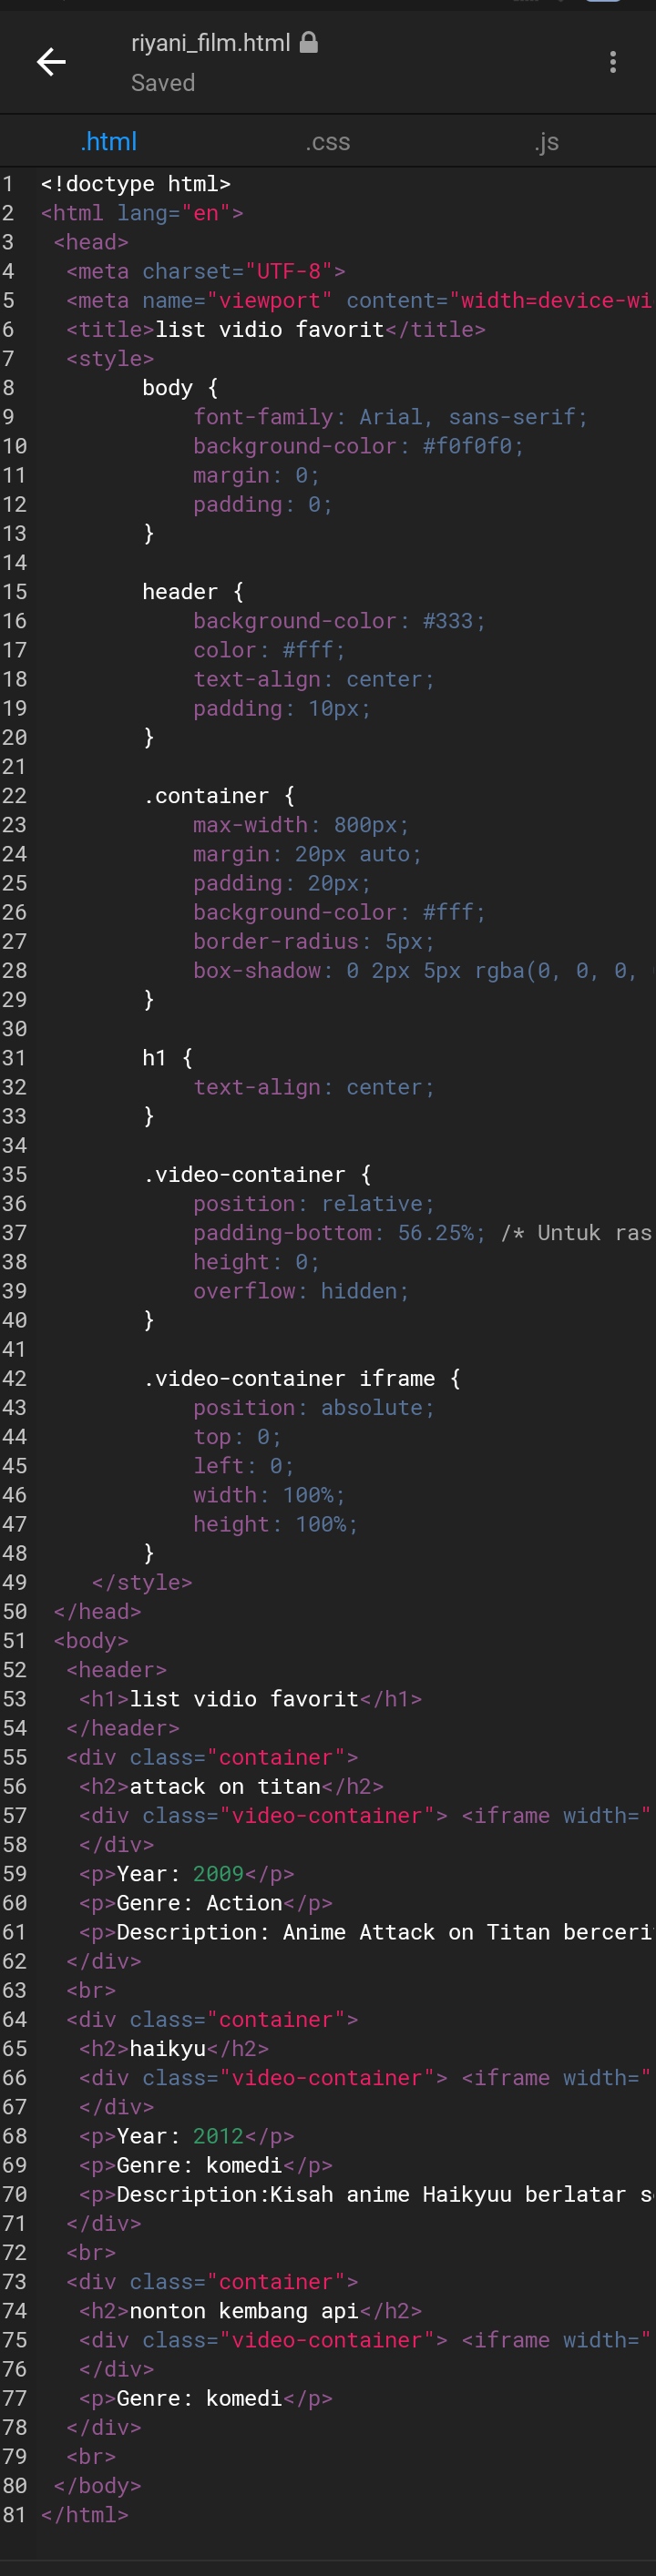 riyani_film.html
Saved
.html .css .js
1 <!doctype html>
2 <html lang="en">
3 <head>
4 <meta charset="UTF-8">
5 <meta name="viewport" content="width=device-wi
6 <title>list vidio favorit</title>
7 <style>
8 body {
9 font-family: Arial, sans-serif;
10 background-color: #f0f0f0;
11 margin: 0;
12 padding: 0;
13 }
14
15 header {
16 background-color: #333;
17 color: #fff;
18 text-align: center;
19 padding: 10px;
20 }
21
22 .container {
23 max-width: 800px;
24 margin: 20px auto;
25 padding: 20px;
26 background-color: #fff;
27 border-radius: 5px;
28 box-shadow: 0 2px 5px rgba(0, 0, 0,
29 }
30
31 h1 {
32 text-align: center;
33 }
34
35 .video-container {
36 position: relative;
37 padding-bottom: 56.25%; /* Untuk ras
38 height: 0;
39 overflow: hidden;
40 }
41
42 .video-container iframe {
43 position: absolute;
44 top: 0;
45 left: 0;
46 width: 100%;
47 height: 100%;
48 }
49 </style>
50 </head>
51 <body>
52 <header>
53 <h1>list vidio favorit</h1>
54 </header>
55 <div class="container">
56 <h2>attack on titan</h2>
57 <div class="video-container"> <iframe width="
58 </div>
59 <p>Year: 2009</p>
60 <p>Genre: Action</p>
61 <p>Description: Anime Attack on Titan berceri
62 </div>
63 <br>
64 <div class="container">
65 <h2>haikyu</h2>
66 <div class="video-container"> <iframe width="
67 </div>
68 <p>Year: 2012</p>
69 <p>Genre: komedi</p>
70 <p>Description:Kisah anime Haikyuu berlatar s
71 </div>
72 <br>
73 <div class="container">
74 <h2>nonton kembang api</h2>
75 <div class="video-container"> <iframe width="
76 </div>
77 <p>Genre: komedi</p>
78 </div>
79 <br>
80 </body>
81 </html>